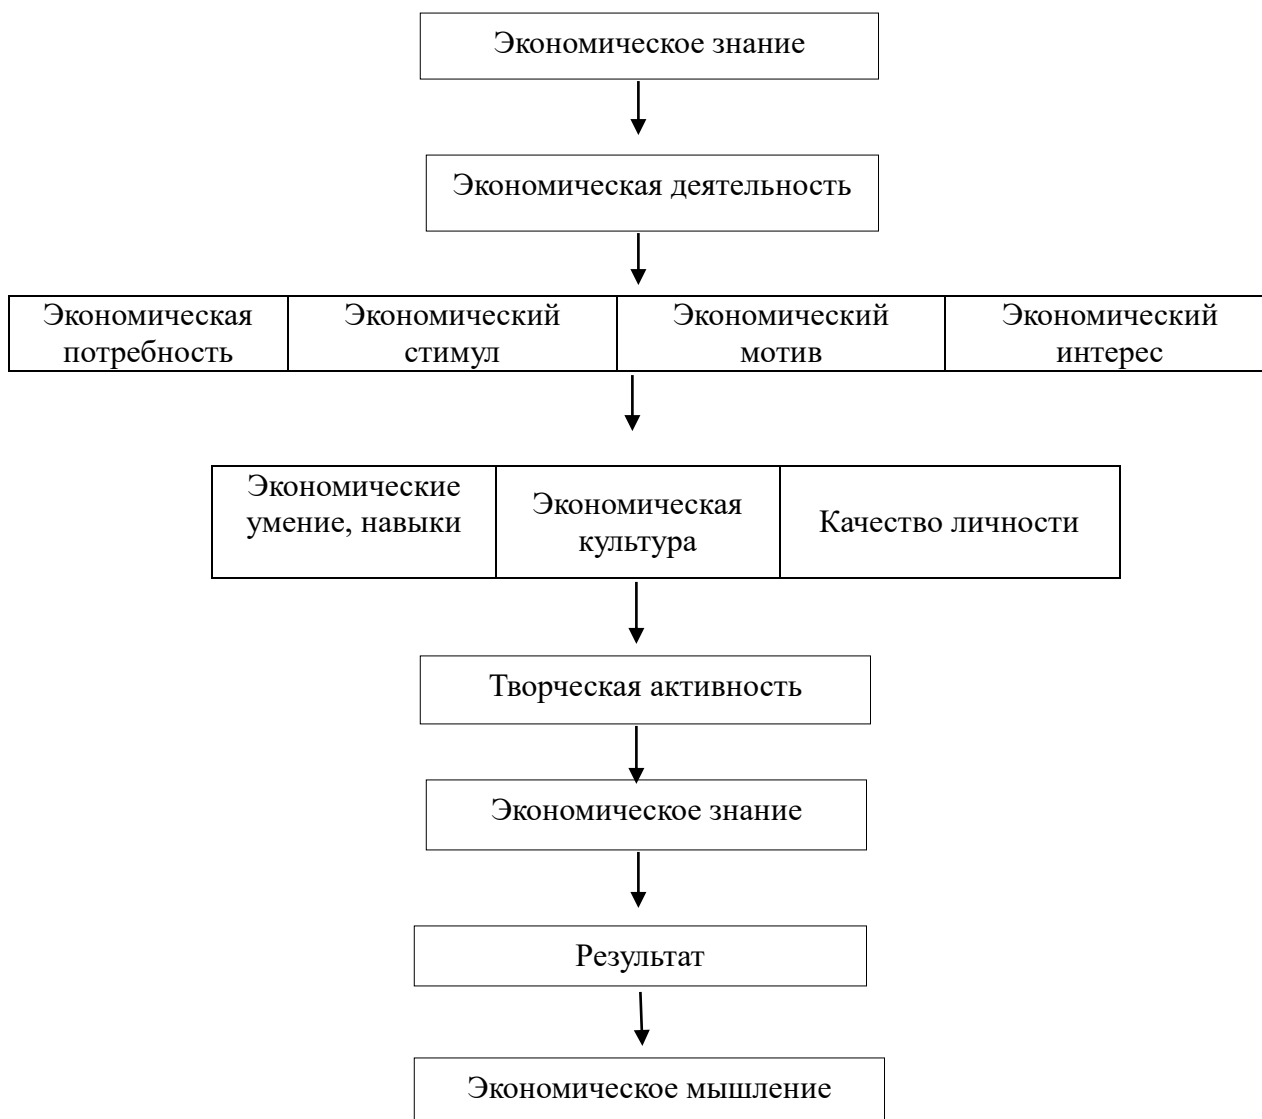 Экономическое знание
Экономическая деятельность
Экономическая
потребность
Экономический
стимул
Экономический
мотив
Экономический
интерес
Экономические
умение, навыки
Экономическая
культура
Качество личности
Творческая активность
Экономическое знание
Результат
Экономическое мышление